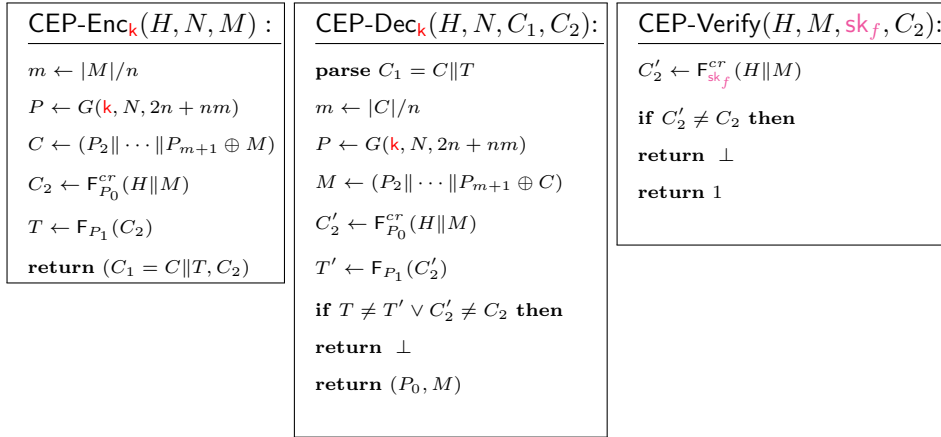 CEP-Enc_k(H, N, M) :
m ← |M|/n
P ← G(k, N, 2n + nm)
C ← (P_2‖ · · · ‖P_{m+1} ⊕ M)
C_2 ← F^{cr}_{P_0}(H‖M)
T ← F_{P_1}(C_2)
return (C_1 = C‖T, C_2)
CEP-Dec_k(H, N, C_1, C_2):
parse C_1 = C‖T
m ← |C|/n
P ← G(k, N, 2n + nm)
M ← (P_2‖ · · · ‖P_{m+1} ⊕ C)
C'_2 ← F^{cr}_{P_0}(H‖M)
T' ← F_{P_1}(C'_2)
if T ≠ T' ∨ C'_2 ≠ C_2 then
return ⊥
return (P_0, M)
CEP-Verify(H, M, sk_f, C_2):
C'_2 ← F^{cr}_{sk_f}(H‖M)
if C'_2 ≠ C_2 then
return ⊥
return 1